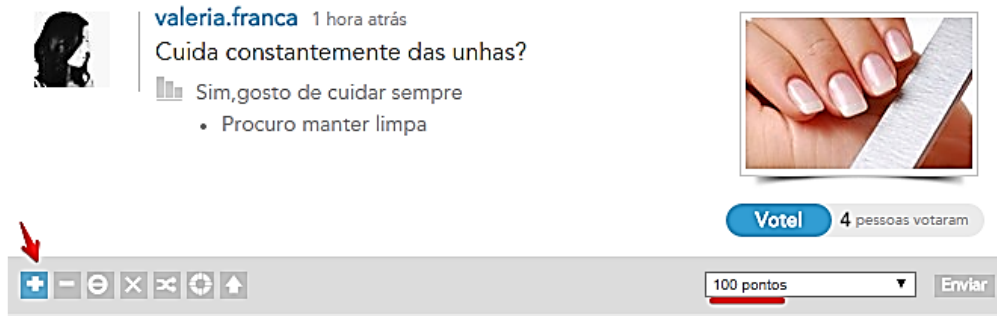 valeria.franca 1 hora atrás
Cuida constantemente das unhas?
Sim,gosto de cuidar sempre
• Procuro manter limpa
Vote! 4 pessoas votaram
100 pontos Enviar